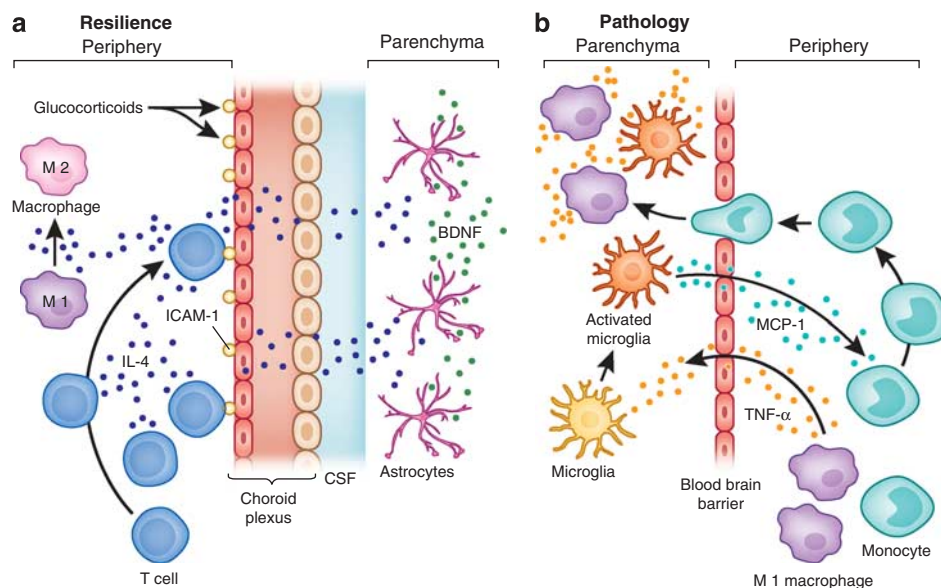 a
Resilience
Periphery
Parenchyma
Glucocorticoids
M 2
Macrophage
M 1
ICAM-1
IL-4
BDNF
Astrocytes
CSF
Choroid
plexus
T cell
b
Pathology
Parenchyma
Periphery
Activated
microglia
MCP-1
TNF-α
Microglia
Blood brain
barrier
Monocyte
M 1 macrophage